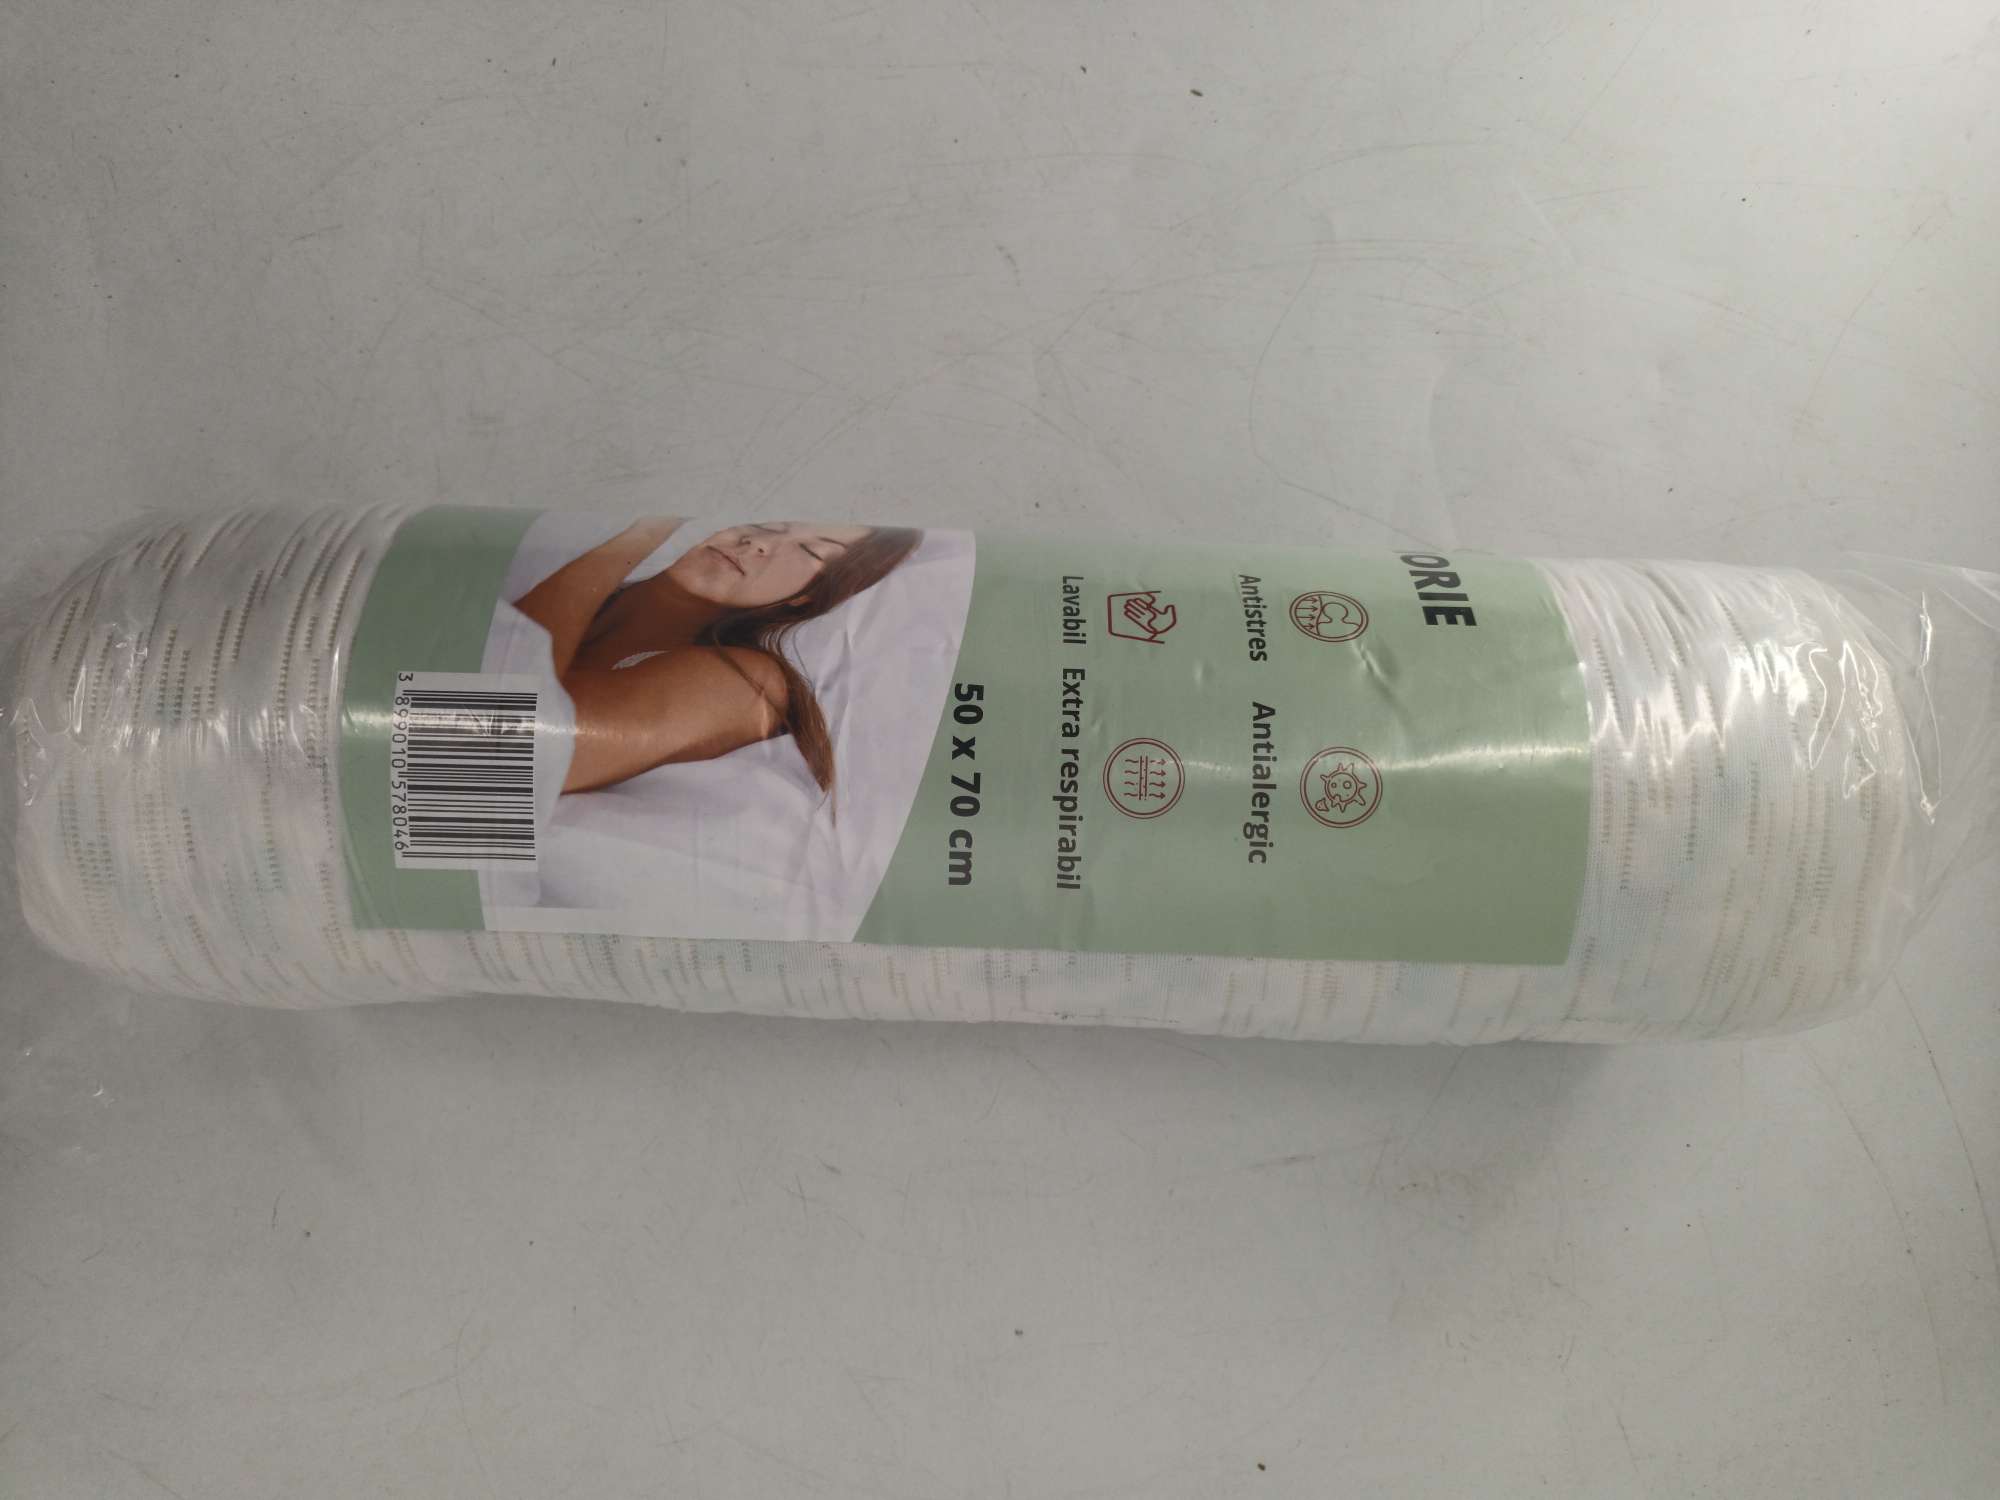 ORIE
Antistres Antialergic
Lavabil Extra respirabil
50 x 70 cm
3 899010 578046